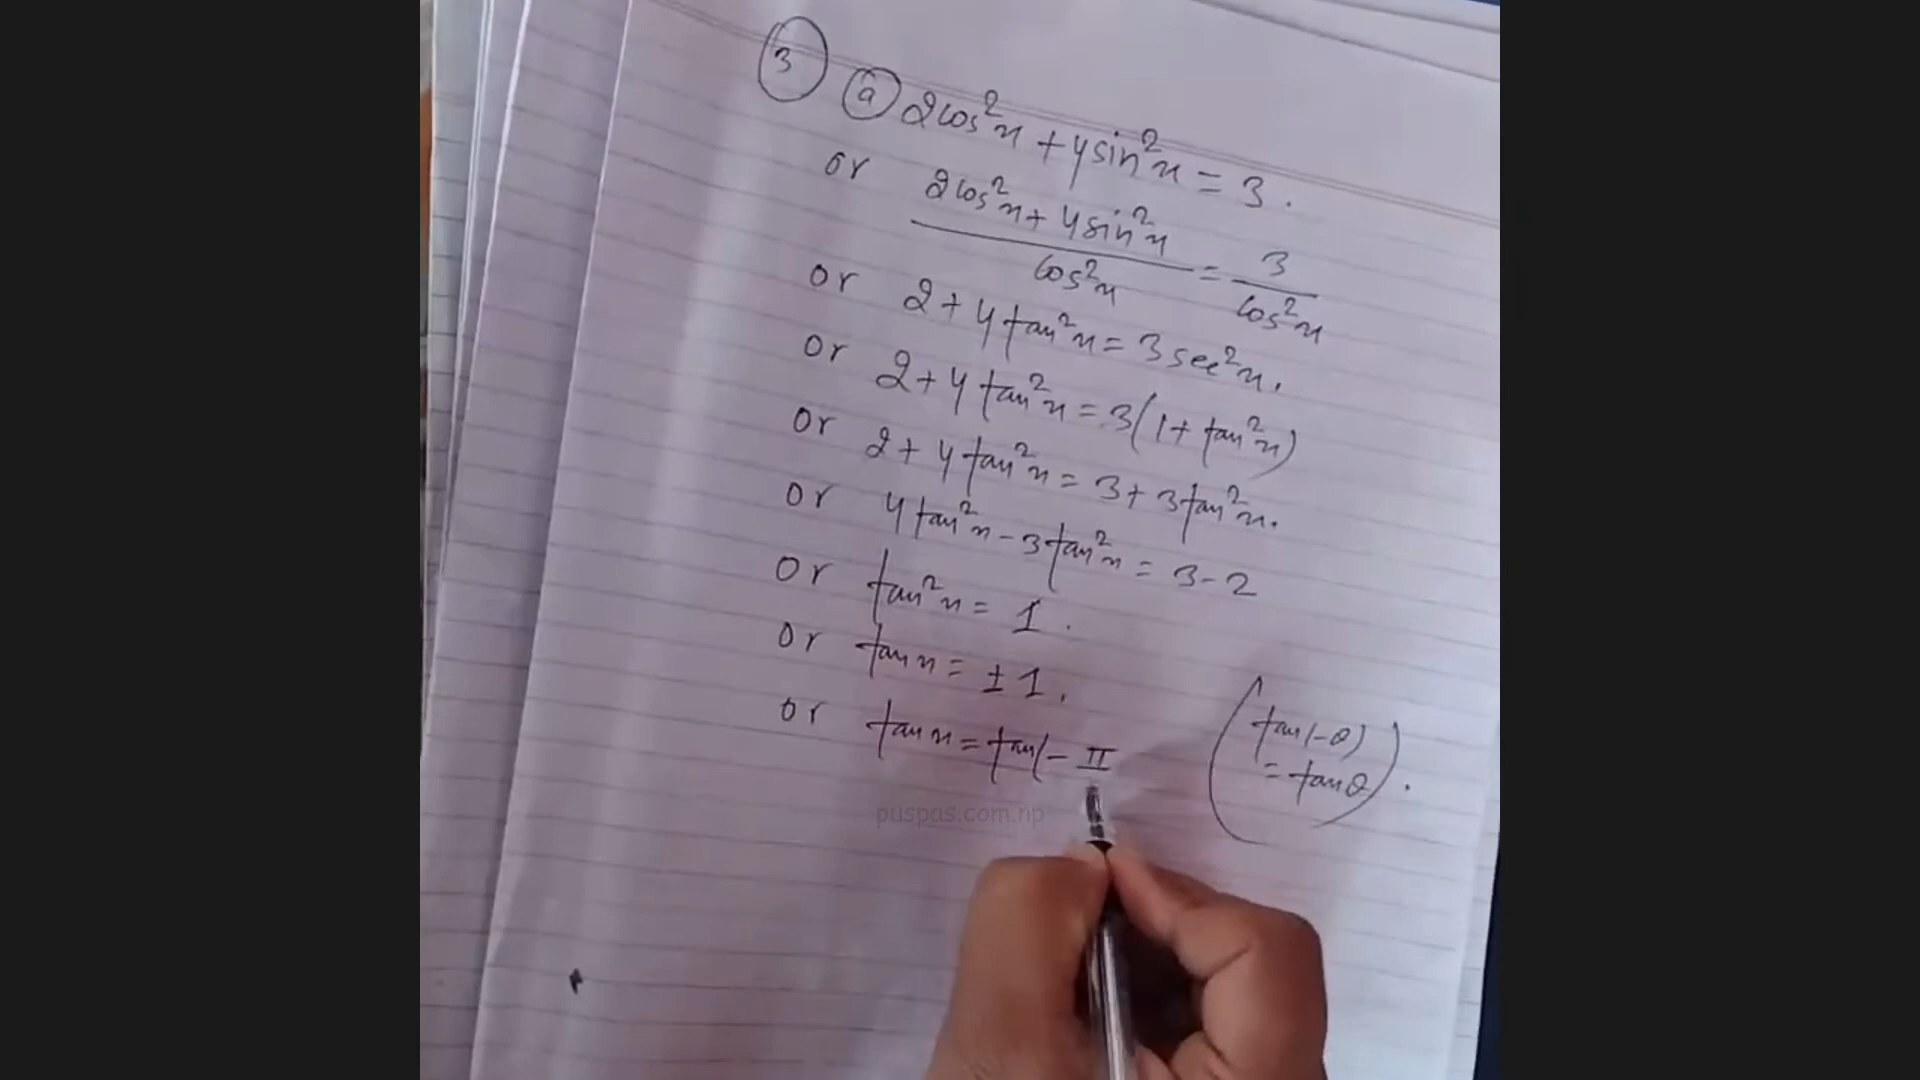 3 a 2cos²x + 4sin²x = 3.
or (2cos²x + 4sin²x)/cos²x = 3/cos²x
or 2 + 4tan²x = 3sec²x.
or 2 + 4tan²x = 3(1 + tan²x)
or 2 + 4tan²x = 3 + 3tan²x.
or 4tan²x - 3tan²x = 3 - 2
or tan²x = 1.
or tan x = ±1.
or tan x = tan(- π
(tan(-θ)
= tanθ).
puspas.com.np